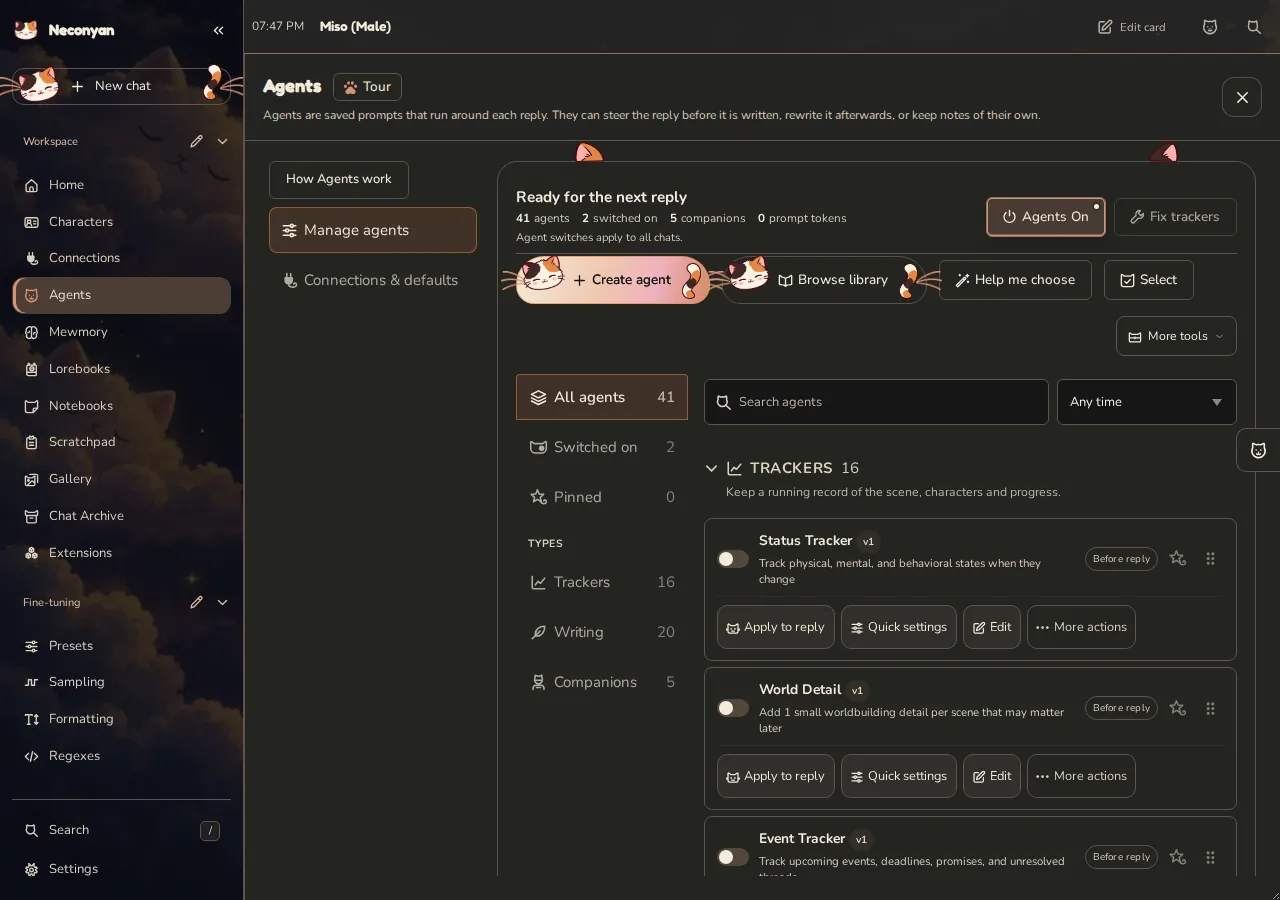 Neconyan
New chat
Workspace
Home
Characters
Connections
Agents
Mewmory
Lorebooks
Notebooks
Scratchpad
Gallery
Chat Archive
Extensions
Fine-tuning
Presets
Sampling
Formatting
Regexes
Search /
Settings
07:47 PM Miso (Male) Edit card
Agents Tour
Agents are saved prompts that run around each reply. They can steer the reply before it is written, rewrite it afterwards, or keep notes of their own.
How Agents work
Manage agents
Connections & defaults
Ready for the next reply
41 agents 2 switched on 5 companions 0 prompt tokens
Agent switches apply to all chats.
Agents On Fix trackers
Create agent Browse library Help me choose Select
More tools
All agents 41
Switched on 2
Pinned 0
TYPES
Trackers 16
Writing 20
Companions 5
Search agents Any time
TRACKERS 16
Keep a running record of the scene, characters and progress.
Status Tracker v1
Track physical, mental, and behavioral states when they
change
Before reply
Apply to reply Quick settings Edit More actions
World Detail v1
Add 1 small worldbuilding detail per scene that may matter
later
Before reply
Apply to reply Quick settings Edit More actions
Event Tracker v1
Track upcoming events, deadlines, promises, and unresolved
threads
Before reply